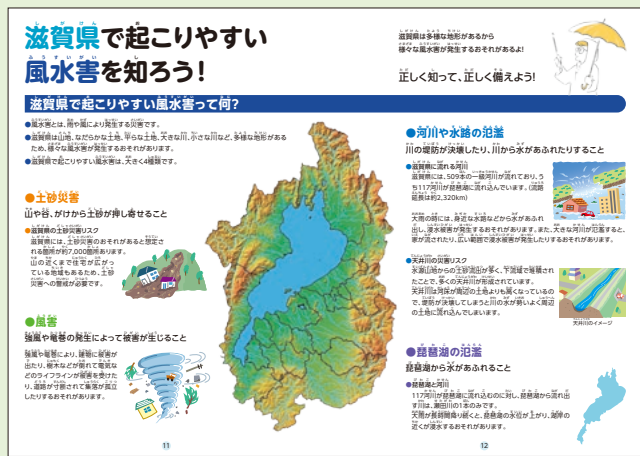 滋賀県で起こりやすい
風水害を知ろう!
滋賀県は多様な地形があるから
様々な風水害が発生するおそれがあるよ!
正しく知って、正しく備えよう!
滋賀県で起こりやすい風水害って何?
●風水害とは、雨や風により発生する災害です。
●滋賀県は山地、なだらかな土地、平らな土地、大きな川、小さな川など、多様な地形がある
ため、様々な風水害が発生するおそれがあります。
●滋賀県で起こりやすい風水害は、大きく4種類です。
●土砂災害
山や谷、がけから土砂が押し寄せること
●滋賀県の土砂災害リスク
滋賀県には、土砂災害のおそれがあると想定さ
れる箇所が約7,000箇所あります。
山の近くまで住宅が広がっ
ている地域もあるため、土砂
災害への警戒が必要です。
●風害
強風や竜巻の発生によって被害が生じること
強風や竜巻により、建物に被害が
出たり、樹木などが倒れて電気な
どのライフラインが被害を受けた
り、道路が寸断されて集落が孤立
したりするおそれがあります。
11
●河川や水路の氾濫
川の堤防が決壊したり、川から水があふれたりすること
●滋賀県に流れる河川
滋賀県には、509本の一級河川が流れており、う
ち117河川が琵琶湖に流れ込んでいます。(流路
延長は約2,320km)
大雨の時には、身近な水路などから水があふれ
出し、浸水被害が発生するおそれがあります。また、大きな河川が氾濫すると、
家が流されたり、広い範囲で浸水被害が発生したりするおそれがあります。
●天井川の災害リスク
水源山地からの土砂流出が多く、下流域で堆積され
たことで、多くの天井川が形成されています。
天井川は河床が周辺の土地よりも高くなっているの
で、堤防が決壊してしまうと川の水が勢いよく周辺
の土地に流れ込んでしまいます。
天井川のイメージ
●琵琶湖の氾濫
琵琶湖から水があふれること
●琵琶湖と河川
117河川が琵琶湖に流れ込むのに対し、琵琶湖から流れ出
す川は、瀬田川の1本のみです。
大雨が長時間降り続くと、琵琶湖の水位が上がり、湖岸の
近くが浸水するおそれがあります。
12